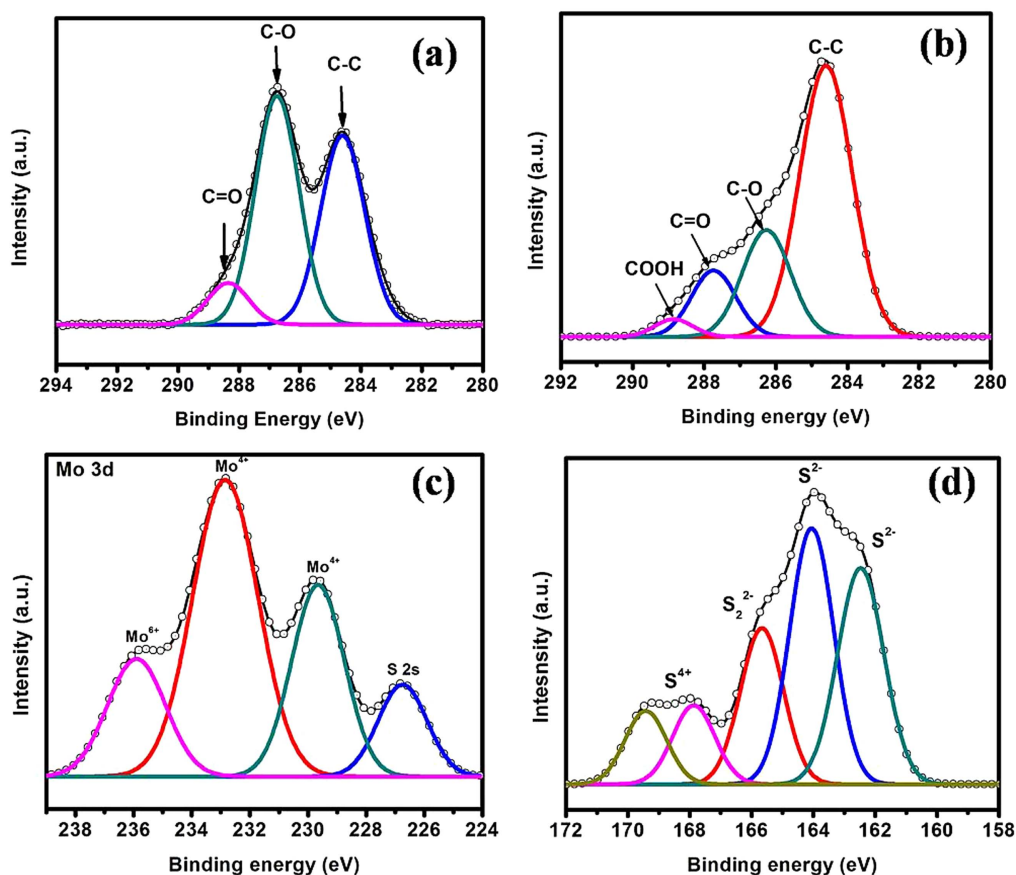 (a)
C-O
C-C
C=O
Intensity (a.u.)
294 292 290 288 286 284 282 280
Binding Energy (eV)
(b)
C-C
C-O
C=O
COOH
Intensity (a.u.)
292 290 288 286 284 282 280
Binding energy (eV)
Mo 3d
(c)
Mo⁴⁺
Mo⁴⁺
Mo⁶⁺
S 2s
Intensity (a.u.)
238 236 234 232 230 228 226 224
Binding energy (eV)
(d)
S²⁻
S²⁻
S₂²⁻
S⁴⁺
Intesnsity (a.u.)
172 170 168 166 164 162 160 158
Binding energy (eV)